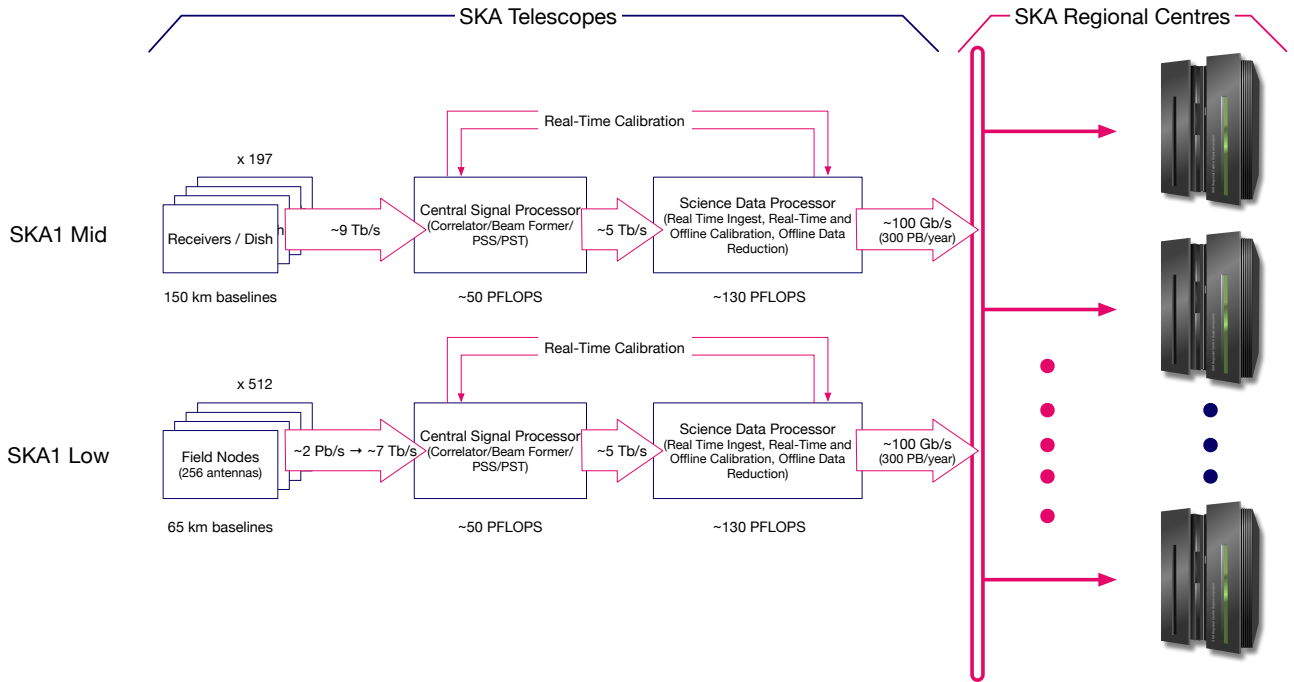 SKA Telescopes
SKA Regional Centres
Real-Time Calibration
x 197
SKA1 Mid
Receivers / Dish
~9 Tb/s
Central Signal Processor
(Correlator/Beam Former/
PSS/PST)
~5 Tb/s
Science Data Processor
(Real Time Ingest, Real-Time and
Offline Calibration, Offline Data
Reduction)
~100 Gb/s
(300 PB/year)
150 km baselines
~50 PFLOPS
~130 PFLOPS
Real-Time Calibration
x 512
SKA1 Low
Field Nodes
(256 antennas)
~2 Pb/s → ~7 Tb/s
Central Signal Processor
(Correlator/Beam Former/
PSS/PST)
~5 Tb/s
Science Data Processor
(Real Time Ingest, Real-Time and
Offline Calibration, Offline Data
Reduction)
~100 Gb/s
(300 PB/year)
65 km baselines
~50 PFLOPS
~130 PFLOPS